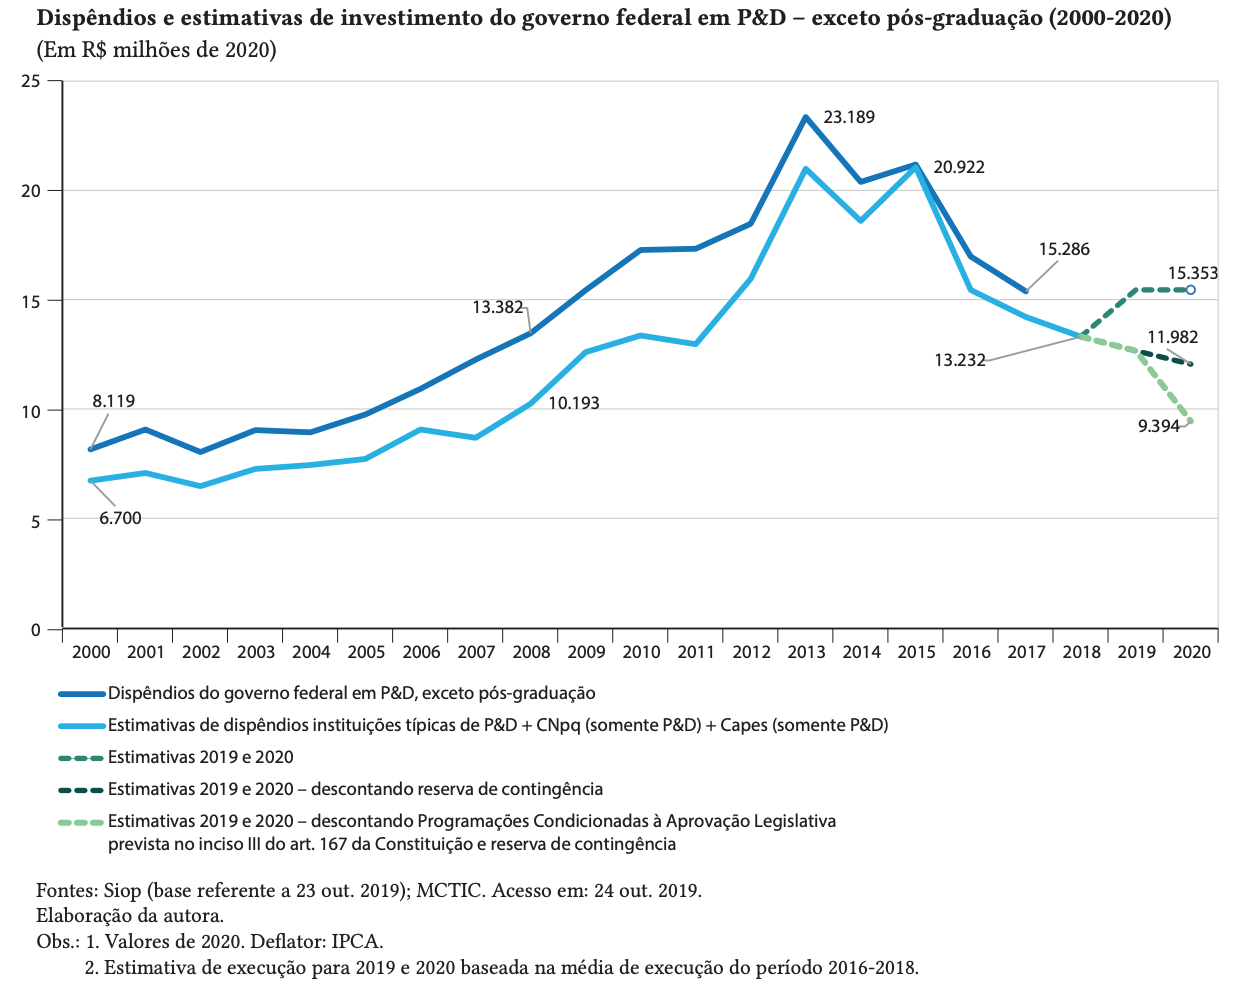 Dispêndios e estimativas de investimento do governo federal em P&D – exceto pós-graduação (2000-2020)
(Em R$ milhões de 2020)
25
20
15
10
5
0
8.119
6.700
13.382
10.193
23.189
20.922
15.286
13.232
15.353
11.982
9.394
2000 2001 2002 2003 2004 2005 2006 2007 2008 2009 2010 2011 2012 2013 2014 2015 2016 2017 2018 2019 2020
Dispêndios do governo federal em P&D, exceto pós-graduação
Estimativas de dispêndios instituições típicas de P&D + CNpq (somente P&D) + Capes (somente P&D)
Estimativas 2019 e 2020
Estimativas 2019 e 2020 – descontando reserva de contingência
Estimativas 2019 e 2020 – descontando Programações Condicionadas à Aprovação Legislativa
prevista no inciso III do art. 167 da Constituição e reserva de contingência
Fontes: Siop (base referente a 23 out. 2019); MCTIC. Acesso em: 24 out. 2019.
Elaboração da autora.
Obs.: 1. Valores de 2020. Deflator: IPCA.
2. Estimativa de execução para 2019 e 2020 baseada na média de execução do período 2016-2018.